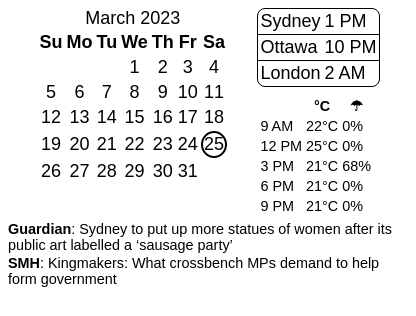 March 2023
Su Mo Tu We Th Fr Sa
1 2 3 4
5 6 7 8 9 10 11
12 13 14 15 16 17 18
19 20 21 22 23 24 25
26 27 28 29 30 31
Sydney 1 PM
Ottawa 10 PM
London 2 AM
°C ☂
9 AM 22°C 0%
12 PM 25°C 0%
3 PM 21°C 68%
6 PM 21°C 0%
9 PM 21°C 0%
Guardian: Sydney to put up more statues of women after its
public art labelled a ‘sausage party’
SMH: Kingmakers: What crossbench MPs demand to help
form government